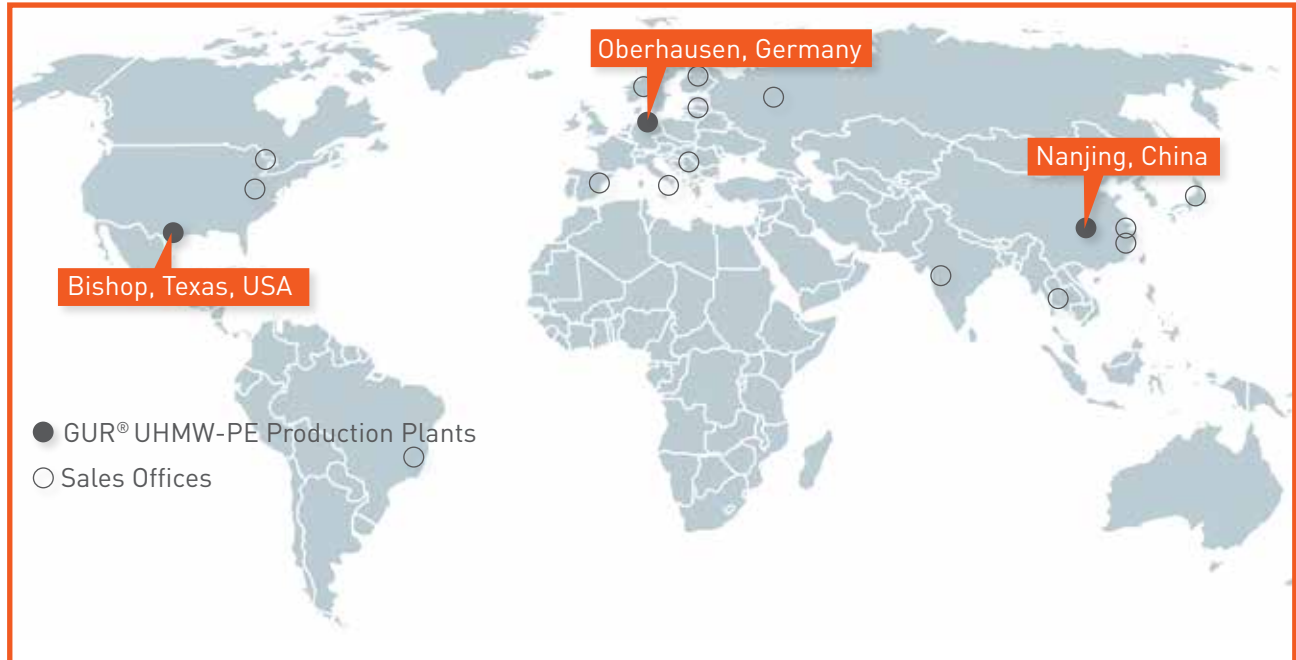 Oberhausen, Germany
Nanjing, China
Bishop, Texas, USA
GUR® UHMW-PE Production Plants
Sales Offices